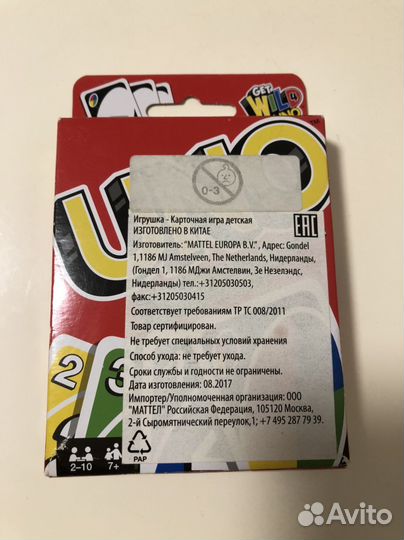 GET
WILD 4
UNO
UNO
0-3
Игрушка - Карточная игра детская
ИЗГОТОВЛЕНО В КИТАЕ
Изготовитель: "MATTEL EUROPA B.V." , Адрес: Gondel
1,1186 MJ Amstelveen, The Netherlands, Нидерланды,
(Гондел 1, 1186 МДжи Амстелвин, Зе Незелэндс,
Нидерланды) тел.:+31205030503,
факс:+31205030415
Соответствует требованиям ТР ТС 008/2011
Товар сертифицирован.
Не требует специальных условий хранения
Способ ухода: не требует ухода.
Сроки службы и годности не ограничены.
Дата изготовления: 08.2017
Импортер/Уполномоченная организация: ООО
"МАТТЕЛ" Российская Федерация, 105120 Москва,
2-й Сыромятнический переулок,1; +7 495 287 79 39.
EAC
2
3
2-10
7+
PAP
Avito